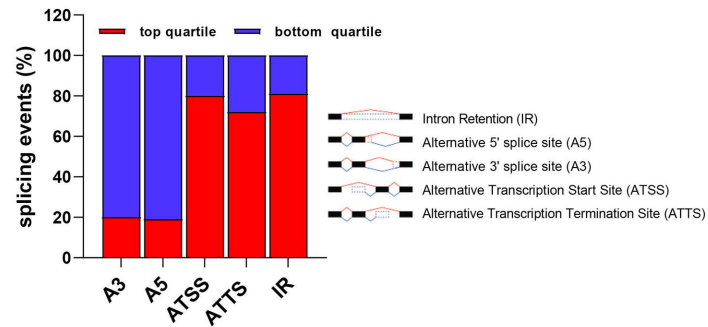 top quartile
bottom quartile
splicing events (%)
120
100
80
60
40
20
0
A3
A5
ATSS
ATTS
IR
Intron Retention (IR)
Alternative 5' splice site (A5)
Alternative 3' splice site (A3)
Alternative Transcription Start Site (ATSS)
Alternative Transcription Termination Site (ATTS)